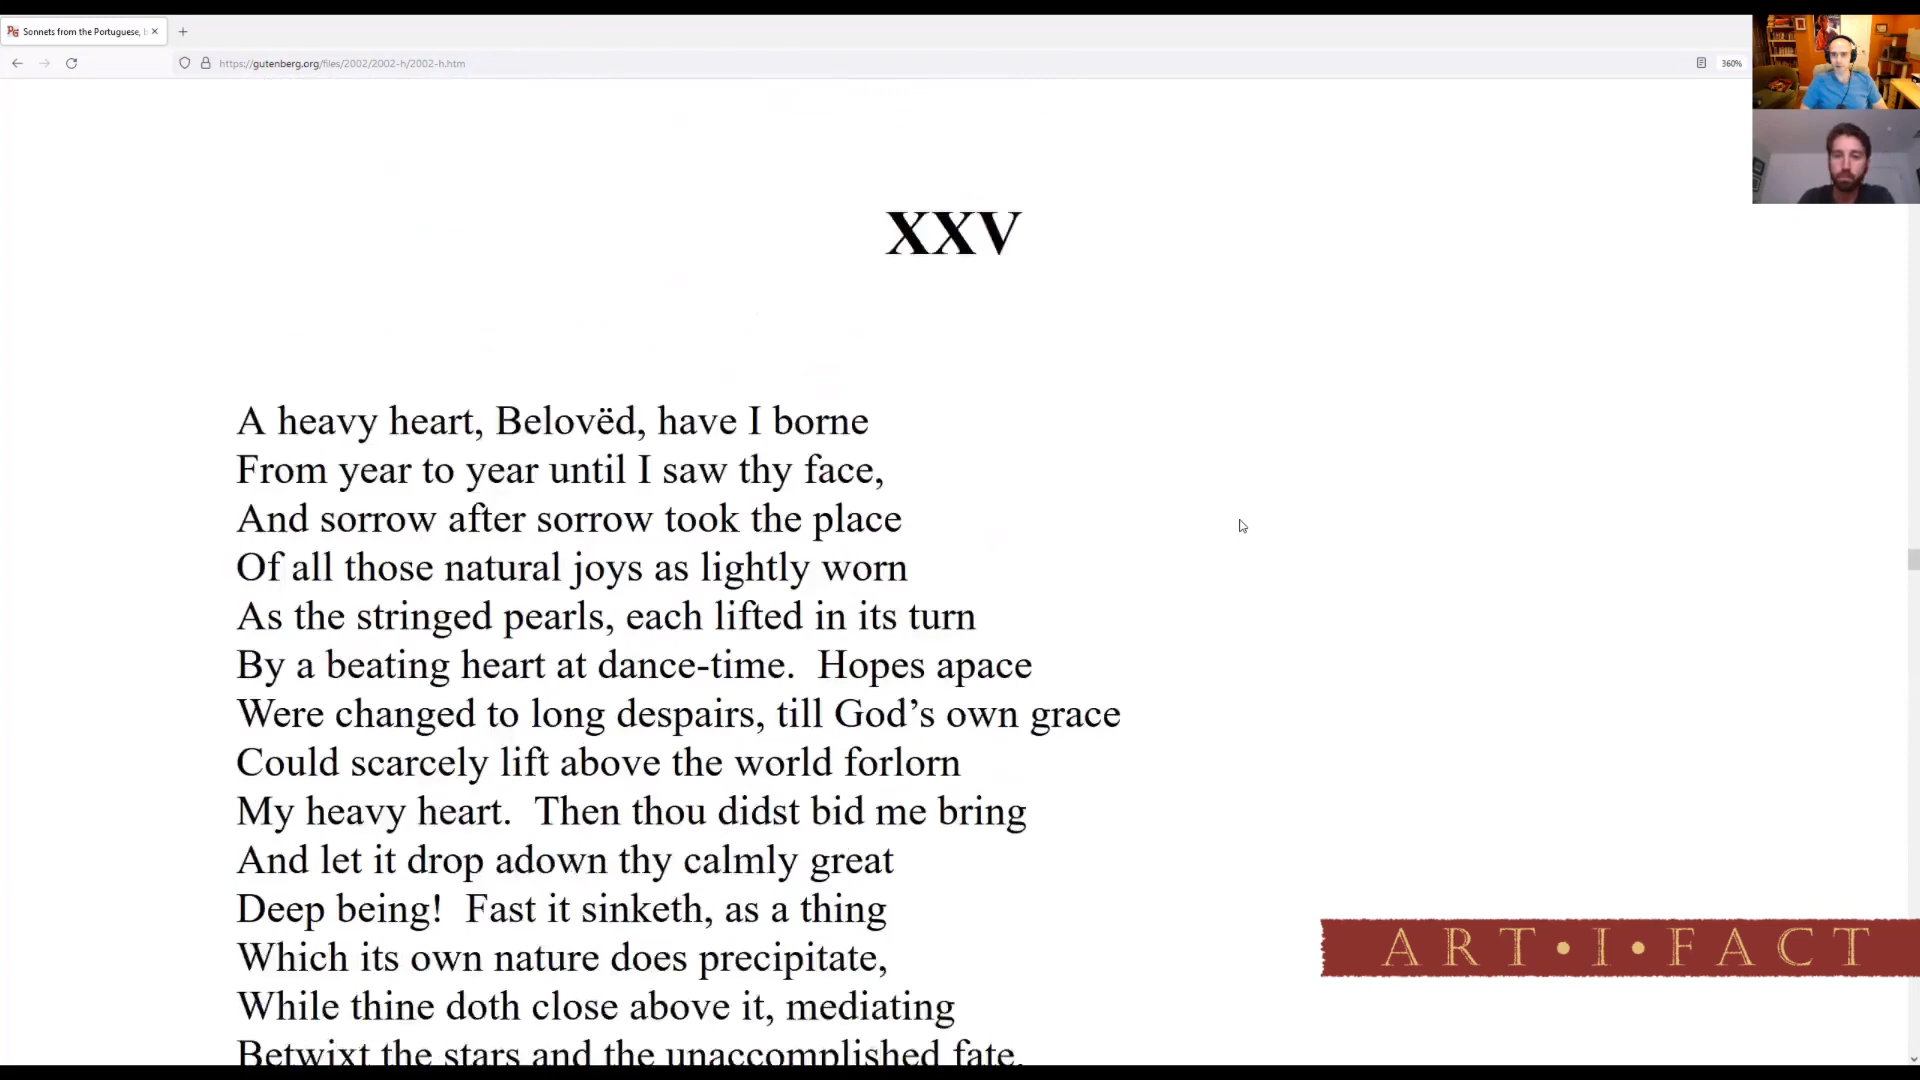 Sonnets from the Portuguese,
https://gutenberg.org/files/2002/2002-h/2002-h.htm
360%
XXV
A heavy heart, Belovëd, have I borne
From year to year until I saw thy face,
And sorrow after sorrow took the place
Of all those natural joys as lightly worn
As the stringed pearls, each lifted in its turn
By a beating heart at dance-time.  Hopes apace
Were changed to long despairs, till God’s own grace
Could scarcely lift above the world forlorn
My heavy heart.  Then thou didst bid me bring
And let it drop adown thy calmly great
Deep being!  Fast it sinketh, as a thing
Which its own nature does precipitate,
While thine doth close above it, mediating
Betwixt the stars and the unaccomplished fate.
ART•I•FACT